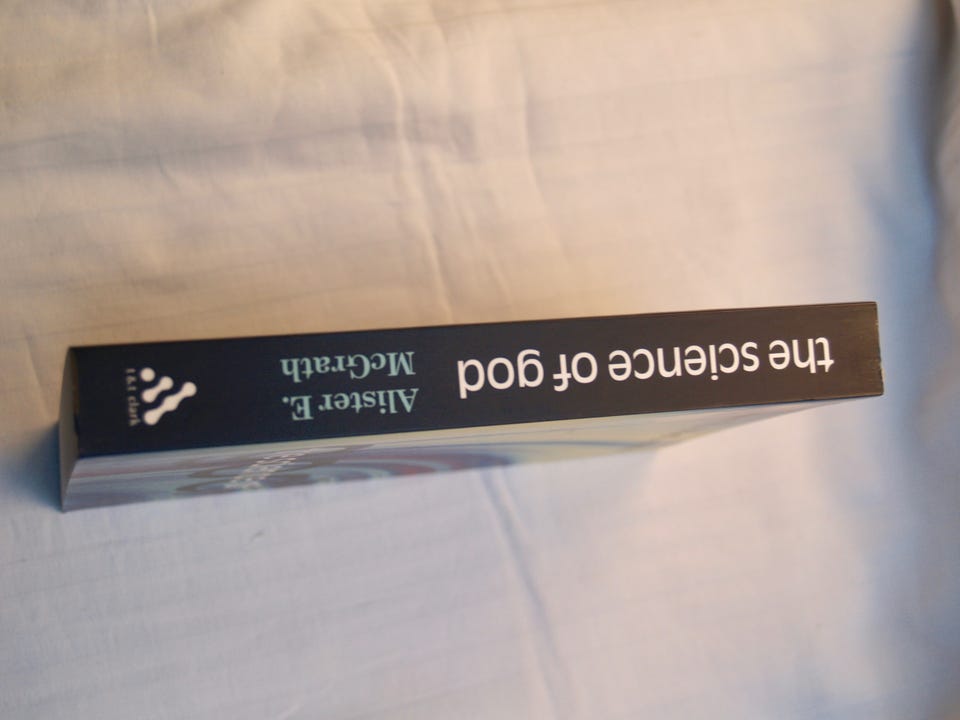 the science of god
Alister E.
McGrath
t&t clark